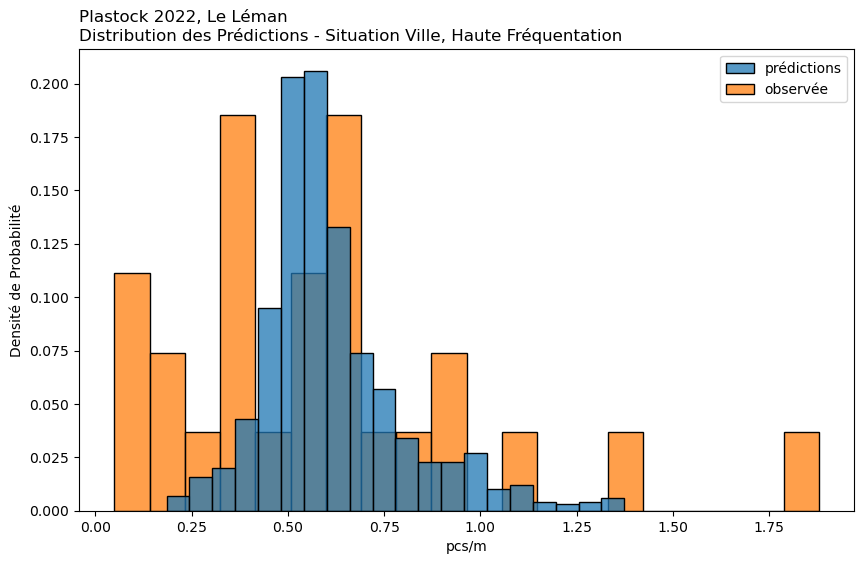 Plastock 2022, Le Léman
Distribution des Prédictions - Situation Ville, Haute Fréquentation
prédictions
observée
Densité de Probabilité
0.200
0.175
0.150
0.125
0.100
0.075
0.050
0.025
0.000
0.00 0.25 0.50 0.75 1.00 1.25 1.50 1.75
pcs/m